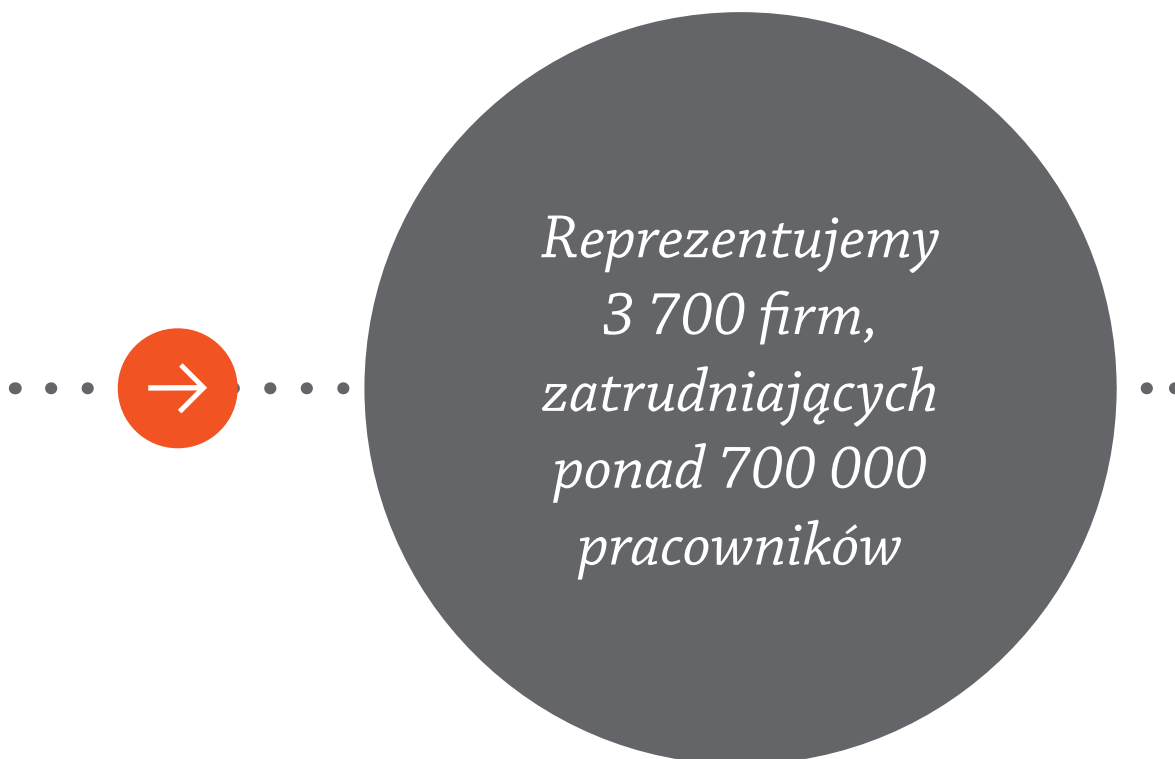 Reprezentujemy
3 700 firm,
zatrudniających
ponad 700 000
pracowników